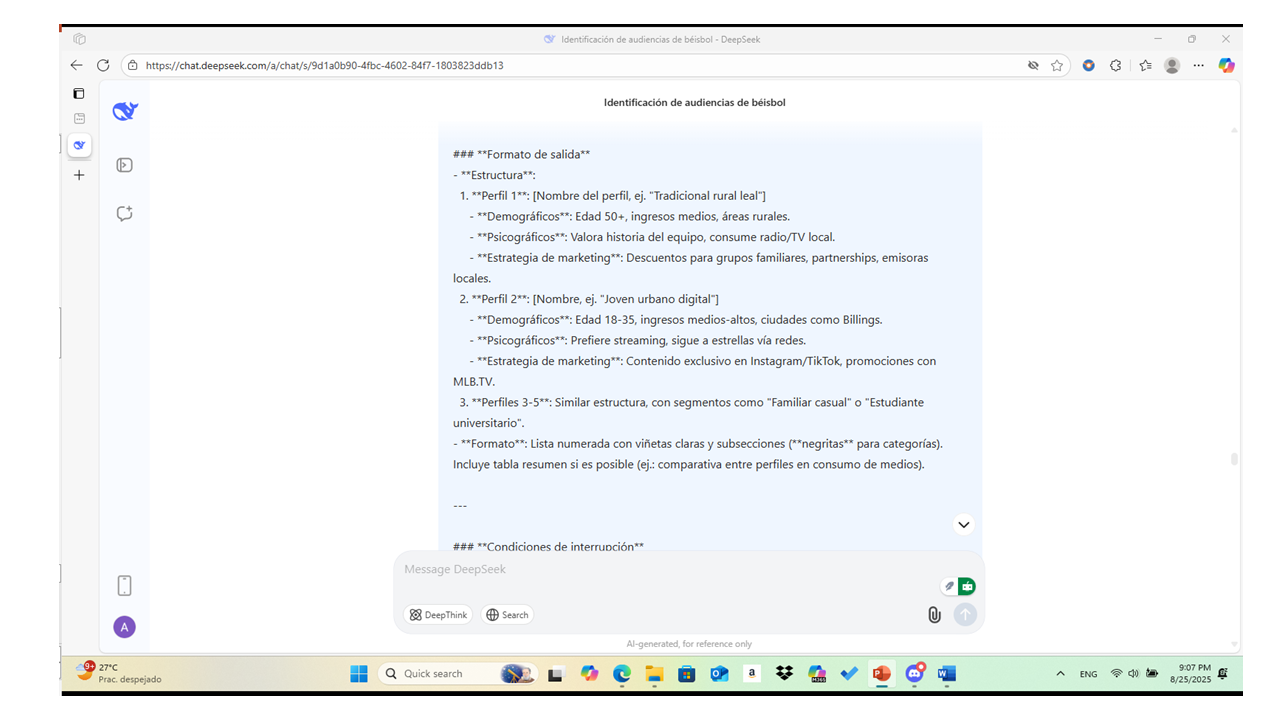 Identificación de audiencias de béisbol - DeepSeek
https://chat.deepseek.com/a/chat/s/9d1a0b90-4fbc-4602-84f7-1803823ddb13
Identificación de audiencias de béisbol
### **Formato de salida**
- **Estructura**:
1. **Perfil 1**: [Nombre del perfil, ej. "Tradicional rural leal"]
- **Demográficos**: Edad 50+, ingresos medios, áreas rurales.
- **Psicográficos**: Valora historia del equipo, consume radio/TV local.
- **Estrategia de marketing**: Descuentos para grupos familiares, partnerships, emisoras
locales.
2. **Perfil 2**: [Nombre, ej. "Joven urbano digital"]
- **Demográficos**: Edad 18-35, ingresos medios-altos, ciudades como Billings.
- **Psicográficos**: Prefiere streaming, sigue a estrellas vía redes.
- **Estrategia de marketing**: Contenido exclusivo en Instagram/TikTok, promociones con
MLB.TV.
3. **Perfiles 3-5**: Similar estructura, con segmentos como "Familiar casual" o "Estudiante
universitario".
- **Formato**: Lista numerada con viñetas claras y subsecciones (**negritas** para categorías).
Incluye tabla resumen si es posible (ej.: comparativa entre perfiles en consumo de medios).
---
### **Condiciones de interrupción**
Message DeepSeek
DeepThink
Search
AI-generated, for reference only
A
9+
27°C
Prac. despejado
Quick search
a
M365
ENG
9:07 PM
8/25/2025